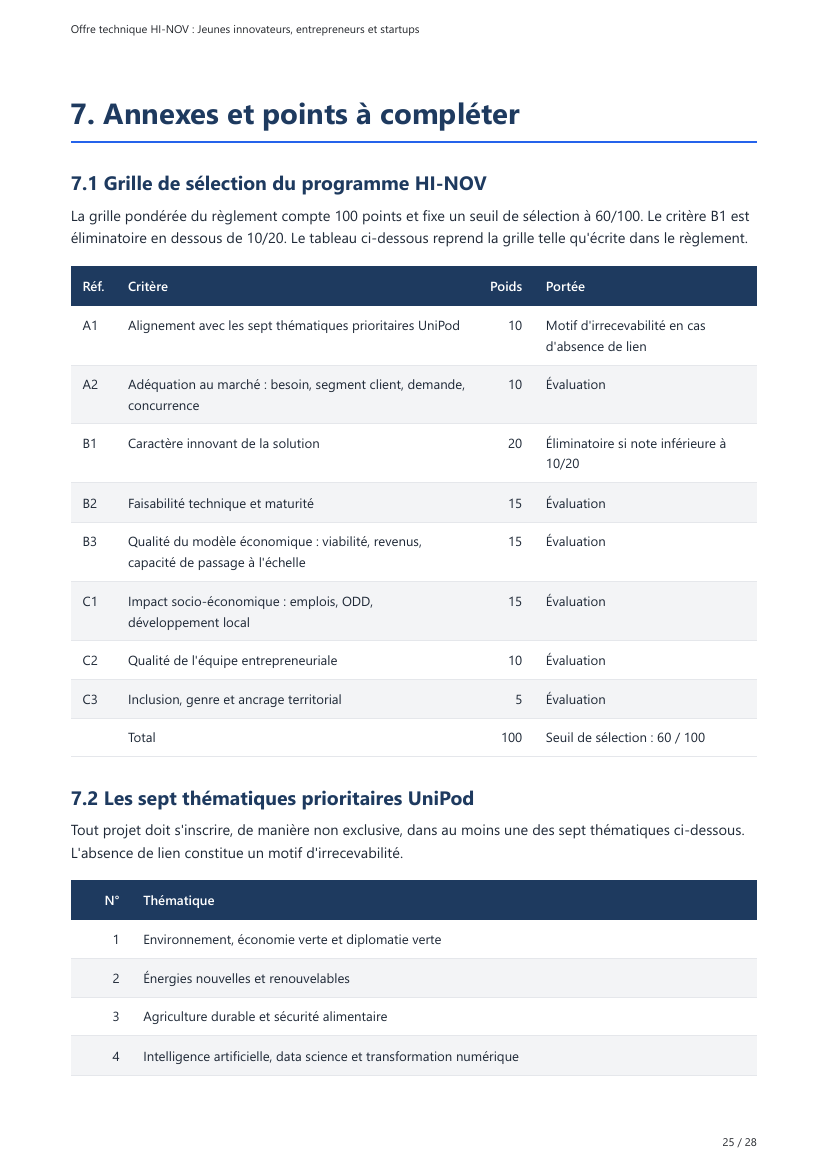 Offre technique HI-NOV : Jeunes innovateurs, entrepreneurs et startups
7. Annexes et points à compléter
7.1 Grille de sélection du programme HI-NOV
La grille pondérée du règlement compte 100 points et fixe un seuil de sélection à 60/100. Le critère B1 est
éliminatoire en dessous de 10/20. Le tableau ci-dessous reprend la grille telle qu'écrite dans le règlement.
Réf. Critère Poids Portée
A1 Alignement avec les sept thématiques prioritaires UniPod 10 Motif d'irrecevabilité en cas
d'absence de lien
A2 Adéquation au marché : besoin, segment client, demande, 10 Évaluation
concurrence
B1 Caractère innovant de la solution 20 Éliminatoire si note inférieure à
10/20
B2 Faisabilité technique et maturité 15 Évaluation
B3 Qualité du modèle économique : viabilité, revenus, 15 Évaluation
capacité de passage à l'échelle
C1 Impact socio-économique : emplois, ODD, 15 Évaluation
développement local
C2 Qualité de l'équipe entrepreneuriale 10 Évaluation
C3 Inclusion, genre et ancrage territorial 5 Évaluation
Total 100 Seuil de sélection : 60 / 100
7.2 Les sept thématiques prioritaires UniPod
Tout projet doit s'inscrire, de manière non exclusive, dans au moins une des sept thématiques ci-dessous.
L'absence de lien constitue un motif d'irrecevabilité.
N° Thématique
1 Environnement, économie verte et diplomatie verte
2 Énergies nouvelles et renouvelables
3 Agriculture durable et sécurité alimentaire
4 Intelligence artificielle, data science et transformation numérique
25 / 28